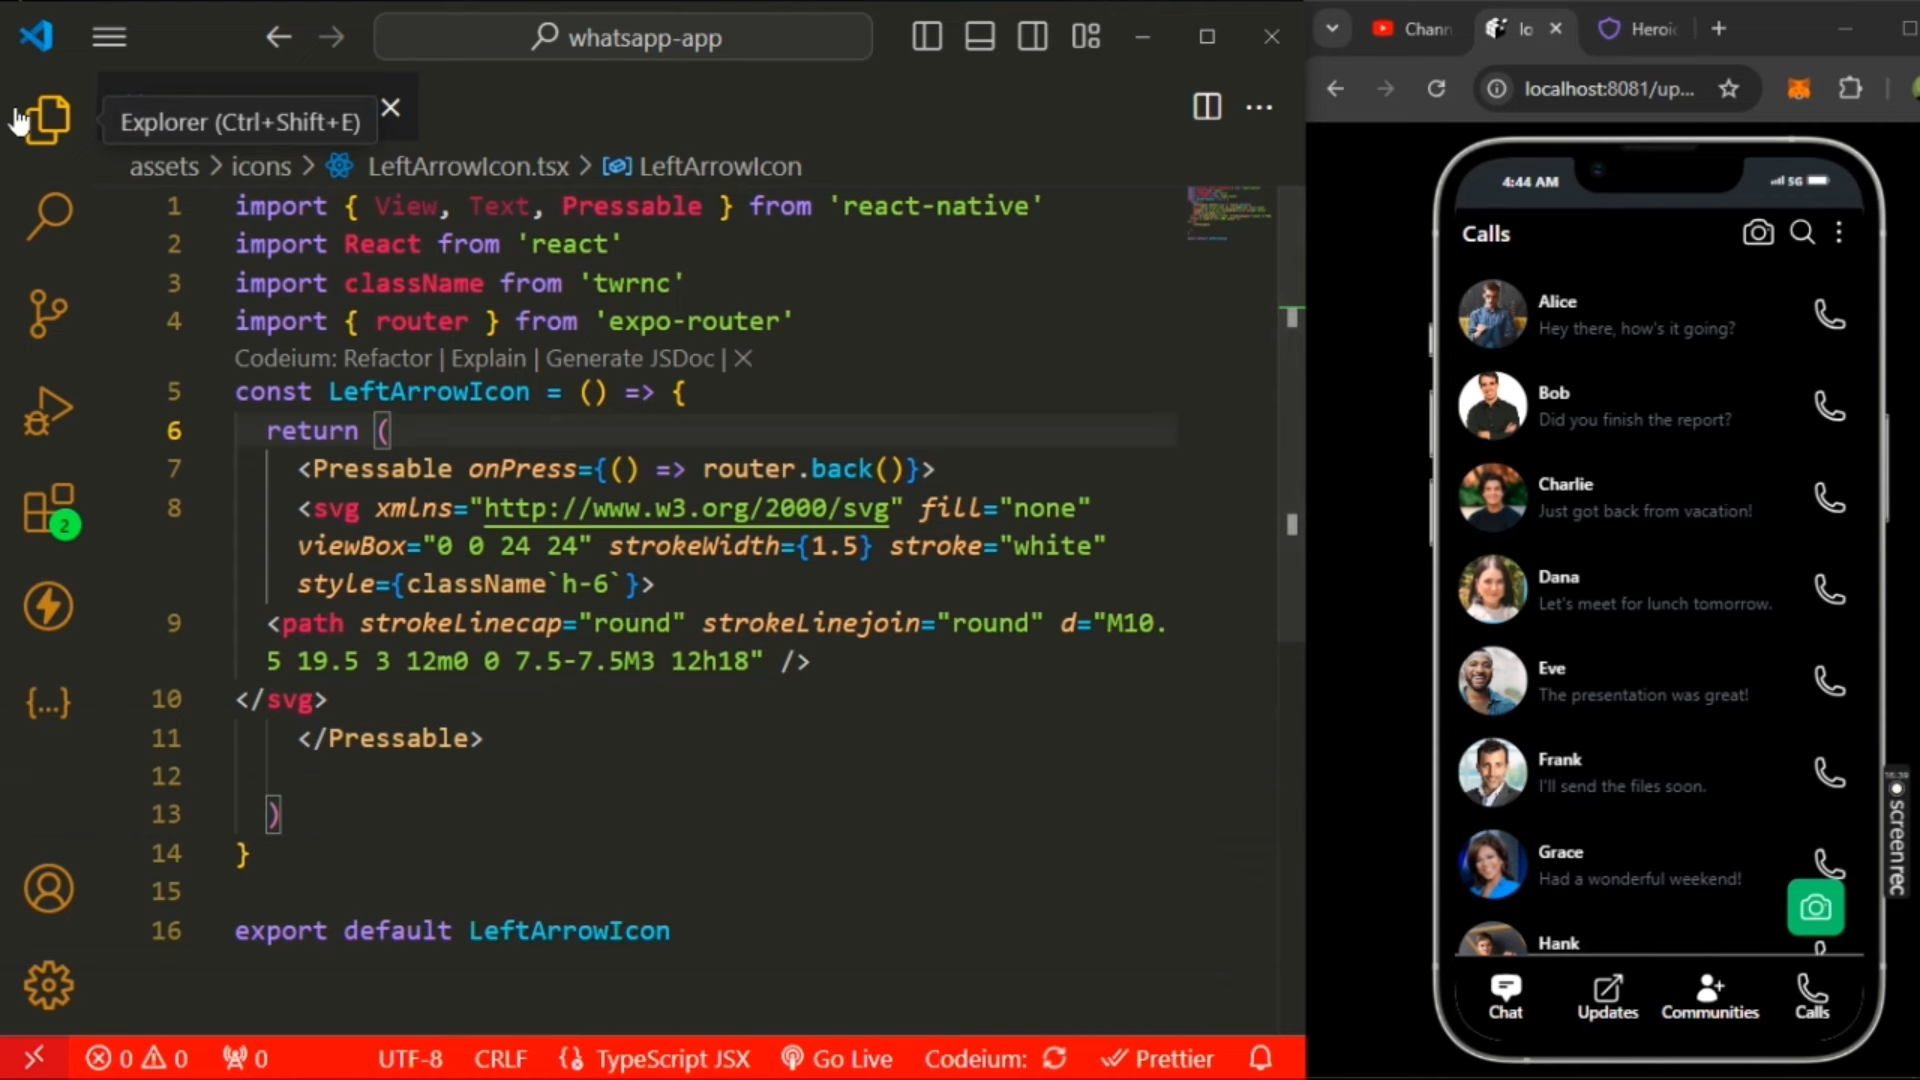 whatsapp-app
Explorer (Ctrl+Shift+E)
assets > icons > LeftArrowIcon.tsx > LeftArrowIcon
1 import { View, Text, Pressable } from 'react-native'
2 import React from 'react'
3 import className from 'twrnc'
4 import { router } from 'expo-router'
Codeium: Refactor | Explain | Generate JSDoc | ×
5 const LeftArrowIcon = () => {
6 return (
7 <Pressable onPress={() => router.back()}>
8 <svg xmlns="http://www.w3.org/2000/svg" fill="none"
viewBox="0 0 24 24" strokeWidth={1.5} stroke="white"
style={className`h-6`}>
9 <path strokeLinecap="round" strokeLinejoin="round" d="M10.
5 19.5 3 12m0 0 7.5-7.5M3 12h18" />
10 </svg>
11 </Pressable>
12
13 )
14 }
15
16 export default LeftArrowIcon
2
{...}
0 0 0
UTF-8 CRLF TypeScript JSX Go Live Codeium: Prettier
Chann lo Heroic
localhost:8081/up...
4:44 AM 5G
Calls
Alice
Hey there, how's it going?
Bob
Did you finish the report?
Charlie
Just got back from vacation!
Dana
Let's meet for lunch tomorrow.
Eve
The presentation was great!
Frank
I'll send the files soon.
Grace
Had a wonderful weekend!
Hank
Chat Updates Communities Calls
screenrec